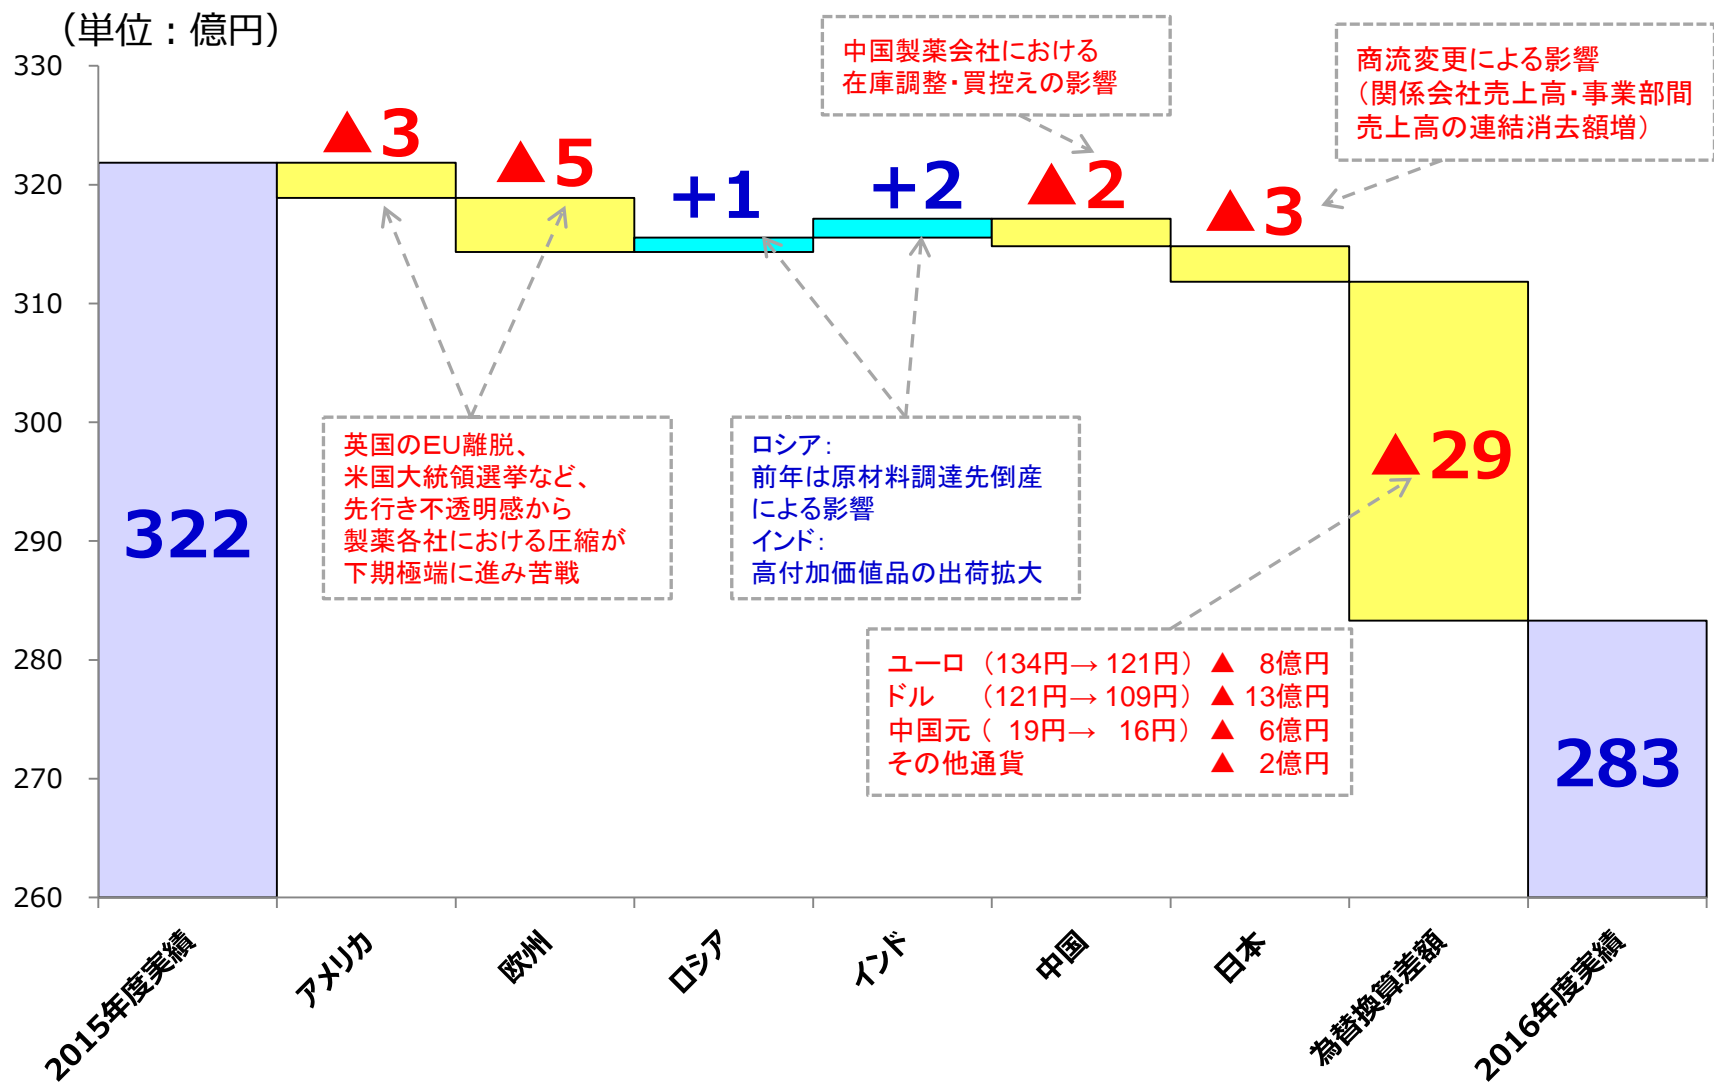 （単位：億円）
330
320
310
300
290
280
270
260
322
▲3
▲5
+1
+2
▲2
▲3
▲29
283
中国製薬会社における
在庫調整・買控えの影響
商流変更による影響
（関係会社売上高・事業部間
売上高の連結消去額増）
英国のＥＵ離脱、
米国大統領選挙など、
先行き不透明感から
製薬各社における圧縮が
下期極端に進み苦戦
ロシア：
前年は原材料調達先倒産
による影響
インド：
高付加価値品の出荷拡大
ユーロ（134円→ 121円）▲ 8億円
ドル （121円→ 109円）▲ 13億円
中国元（ 19円→ 16円）▲ 6億円
その他通貨 ▲ 2億円
2015年度実績
アメリカ
欧州
ロシア
インド
中国
日本
為替換算差額
2016年度実績